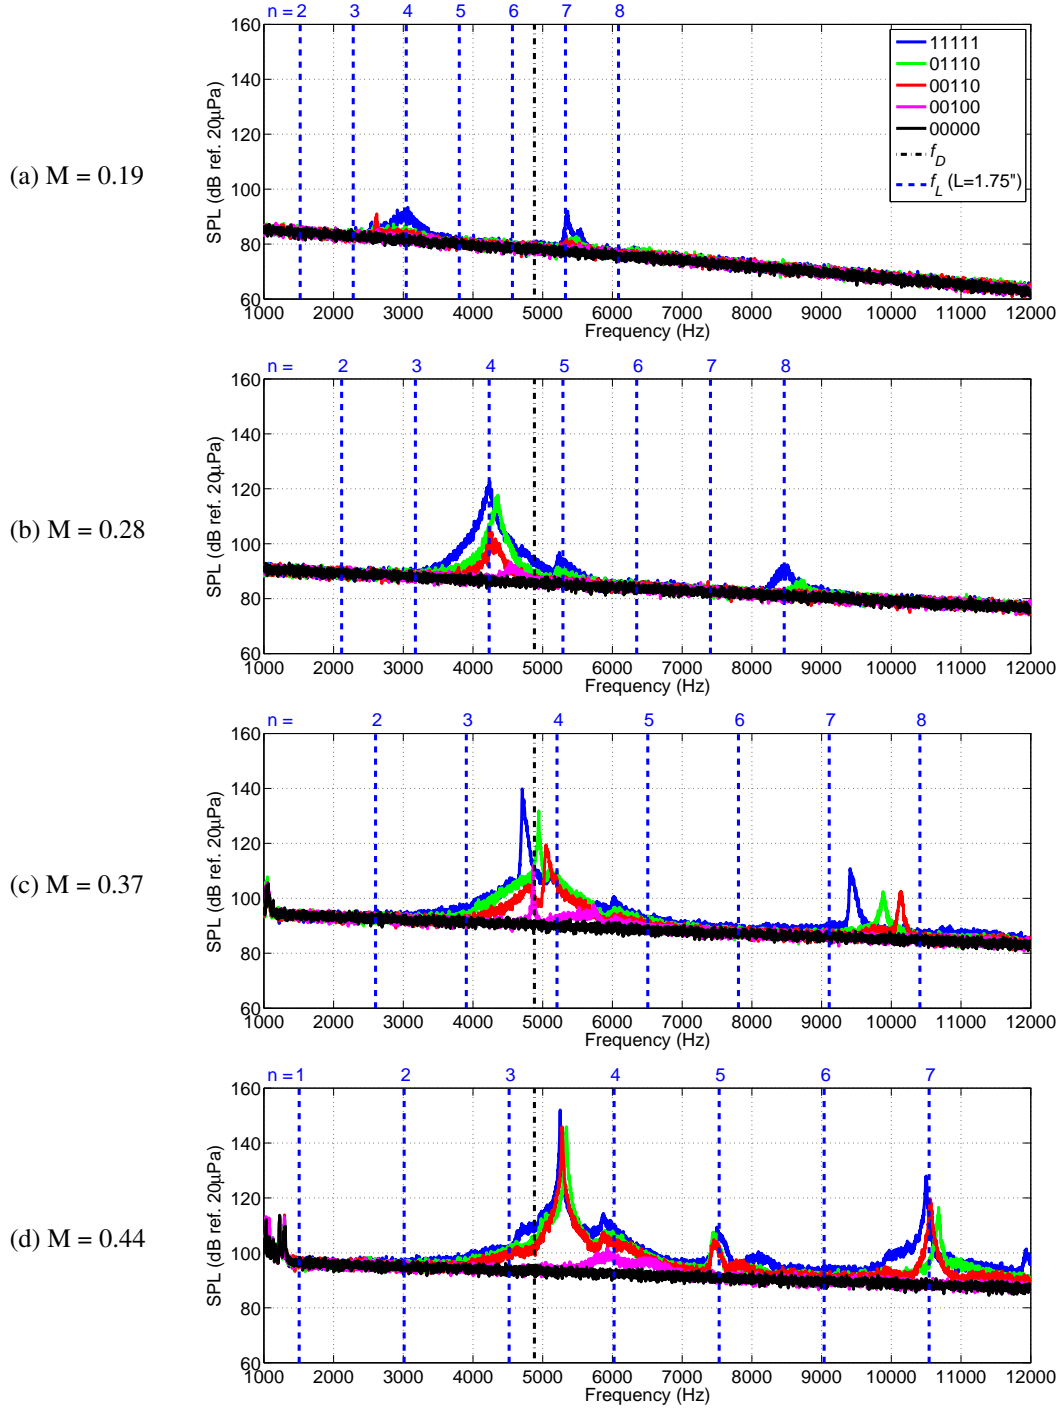 n = 2 3 4 5 6 7 8
160
140
120
100
80
60
SPL (dB ref. 20µPa)
11111
01110
00110
00100
00000
f_D
f_L (L=1.75")
(a) M = 0.19
1000 2000 3000 4000 5000 6000 7000 8000 9000 10000 11000 12000
Frequency (Hz)
n = 2 3 4 5 6 7 8
160
140
120
100
80
60
SPL (dB ref. 20µPa)
(b) M = 0.28
1000 2000 3000 4000 5000 6000 7000 8000 9000 10000 11000 12000
Frequency (Hz)
n = 2 3 4 5 6 7 8
160
140
120
100
80
60
SPL (dB ref. 20µPa)
(c) M = 0.37
1000 2000 3000 4000 5000 6000 7000 8000 9000 10000 11000 12000
Frequency (Hz)
n = 1 2 3 4 5 6 7
160
140
120
100
80
60
SPL (dB ref. 20µPa)
(d) M = 0.44
1000 2000 3000 4000 5000 6000 7000 8000 9000 10000 11000 12000
Frequency (Hz)